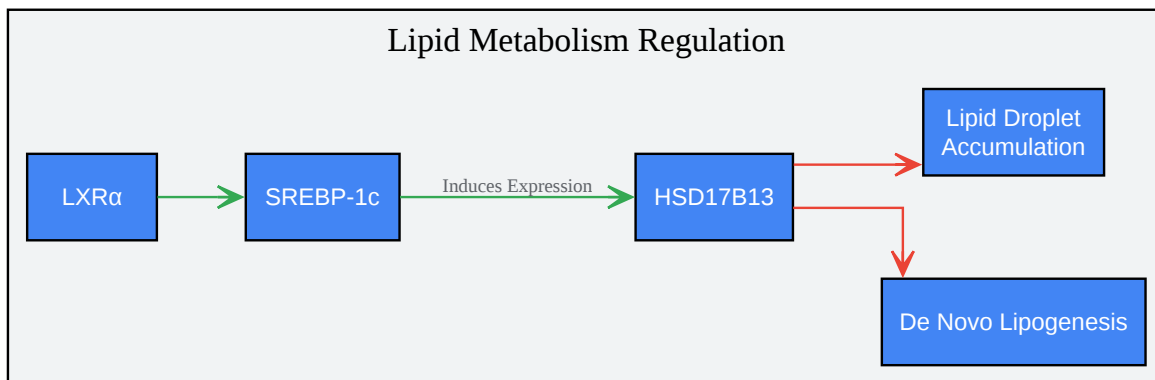 Lipid Metabolism Regulation
LXRα
SREBP-1c
Induces Expression
HSD17B13
Lipid Droplet
Accumulation
De Novo Lipogenesis